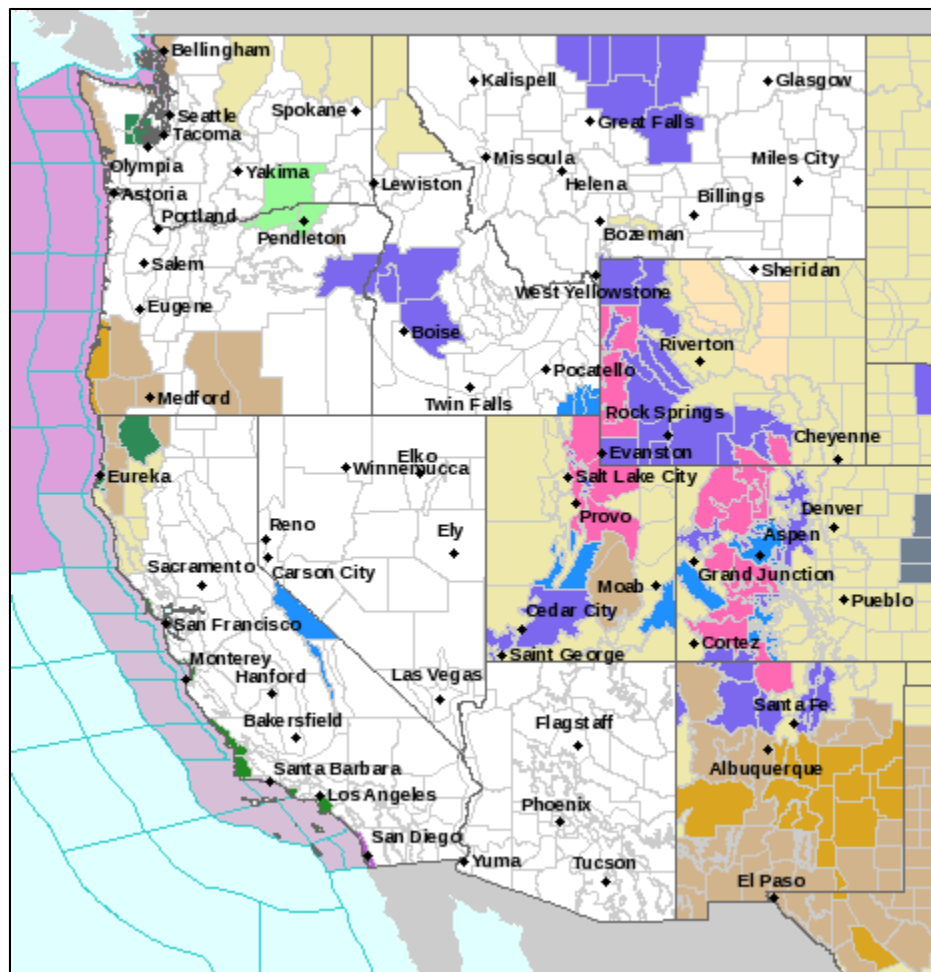 Bellingham
Kalispell
Glasgow
Spokane
Seattle
Great Falls
Tacoma
Olympia
Missoula
Miles City
Yakima
Helena
Lewiston
Astoria
Billings
Portland
Bozeman
Pendleton
Salem
Sheridan
West Yellowstone
Eugene
Boise
Riverton
Pocatello
Medford
Twin Falls
Rock Springs
Cheyenne
Evanston
Elko
Winnemucca
Eureka
Salt Lake City
Provo
Denver
Reno
Ely
Aspen
Sacramento
Carson City
Grand Junction
Moab
Pueblo
Cedar City
San Francisco
Cortez
Saint George
Monterey
Las Vegas
Hanford
Santa Fe
Bakersfield
Flagstaff
Albuquerque
Santa Barbara
Los Angeles
Phoenix
San Diego
Yuma
Tucson
El Paso